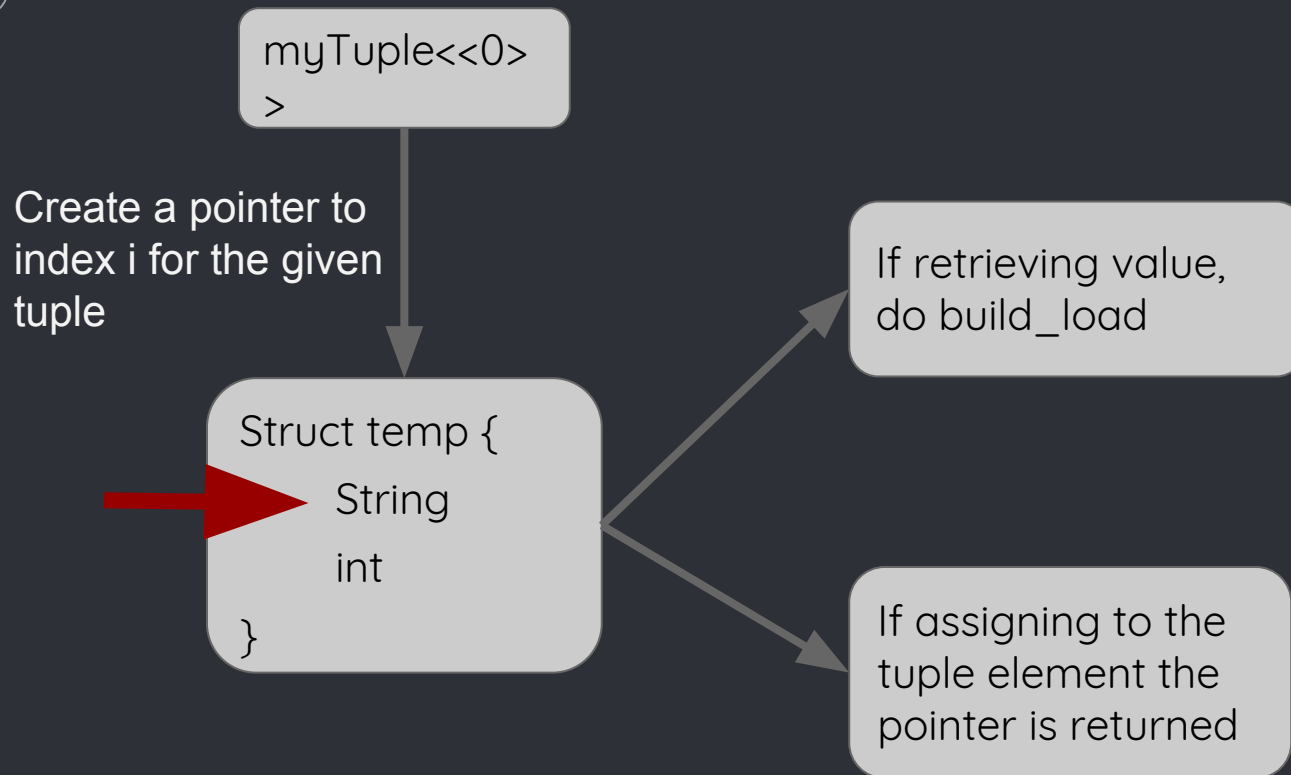 myTuple<<0>
>
Create a pointer to
index i for the given
tuple
Struct temp {
String
int
}
If retrieving value,
do build_load
If assigning to the
tuple element the
pointer is returned